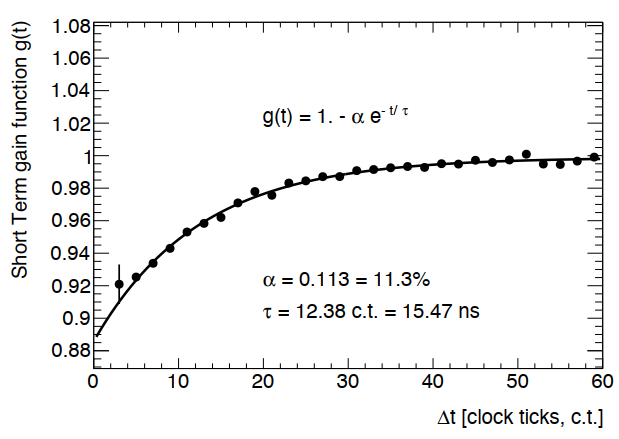 Short Term gain function g(t)
1.08
1.06
1.04
1.02
1
0.98
0.96
0.94
0.92
0.9
0.88
g(t) = 1. - α e^{- t/ τ}
α = 0.113 = 11.3%
τ = 12.38 c.t. = 15.47 ns
0 10 20 30 40 50 60
Δt [clock ticks, c.t.]